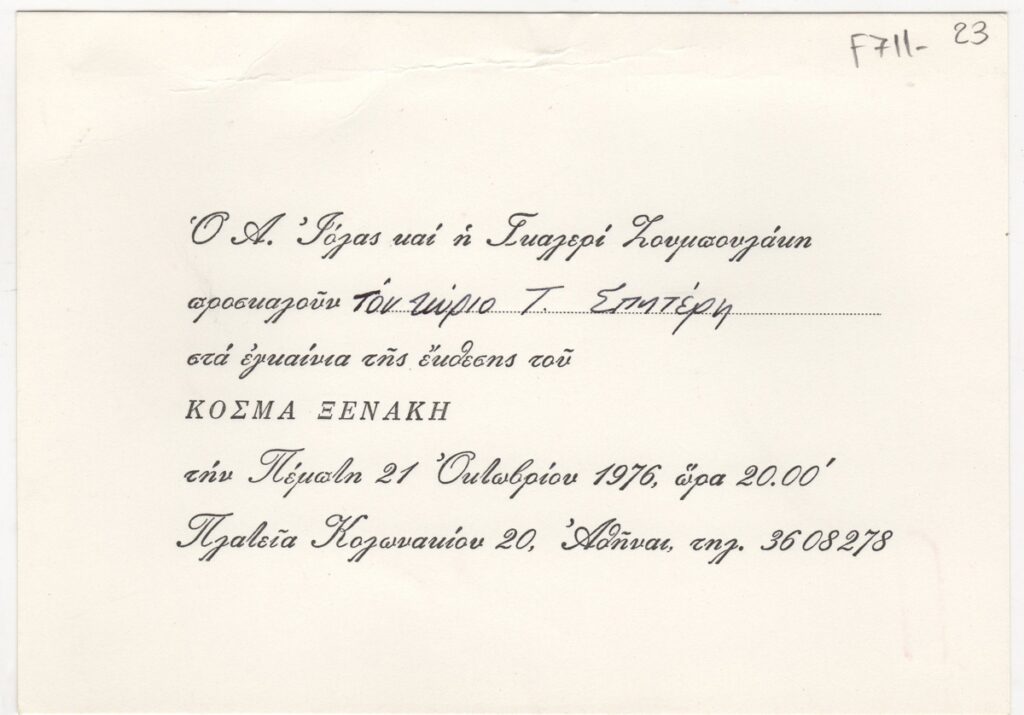 F711- 23
Ὁ Α. Ἰόλας καί ἡ Γκαλερί Ζουμπουλάκη
προσκαλοῦν τόν κύριο Τ. Σπητέρη
στά ἐγκαίνια τῆς ἔκθεσης τοῦ
ΚΟΣΜΑ ΞΕΝΑΚΗ
τήν Πέμπτη 21 Ὀκτωβρίου 1976, ὥρα 20.00'
Πλατεῖα Κολωνακίου 20, Ἀθῆναι, τηλ. 3608278